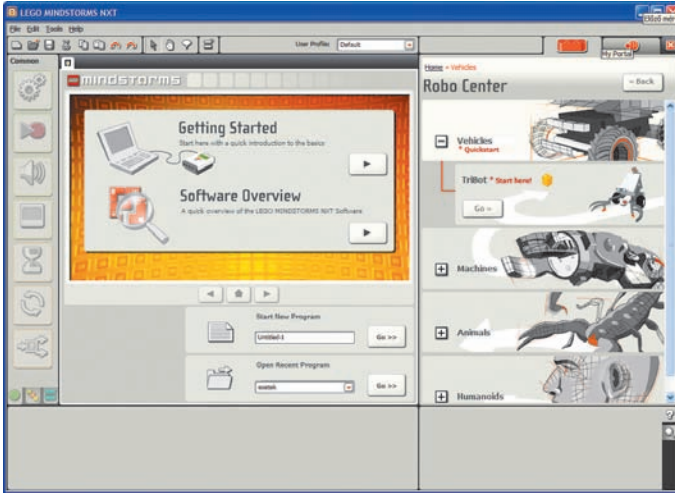 LEGO MINDSTORMS NXT
File Edit Tools Help
User Profile: Default
My Portal
Common
mindstorms
Home > Vehicles
Robo Center
< Back
Getting Started
Start here with a quick introduction to the basics
Vehicles
* Quickstart
TriBot * Start here!
Go >
Software Overview
A quick overview of the LEGO MINDSTORMS NXT Software
Machines
Start New Program
Untitled-1
Go >>
Animals
Open Recent Program
Go >>
Humanoids